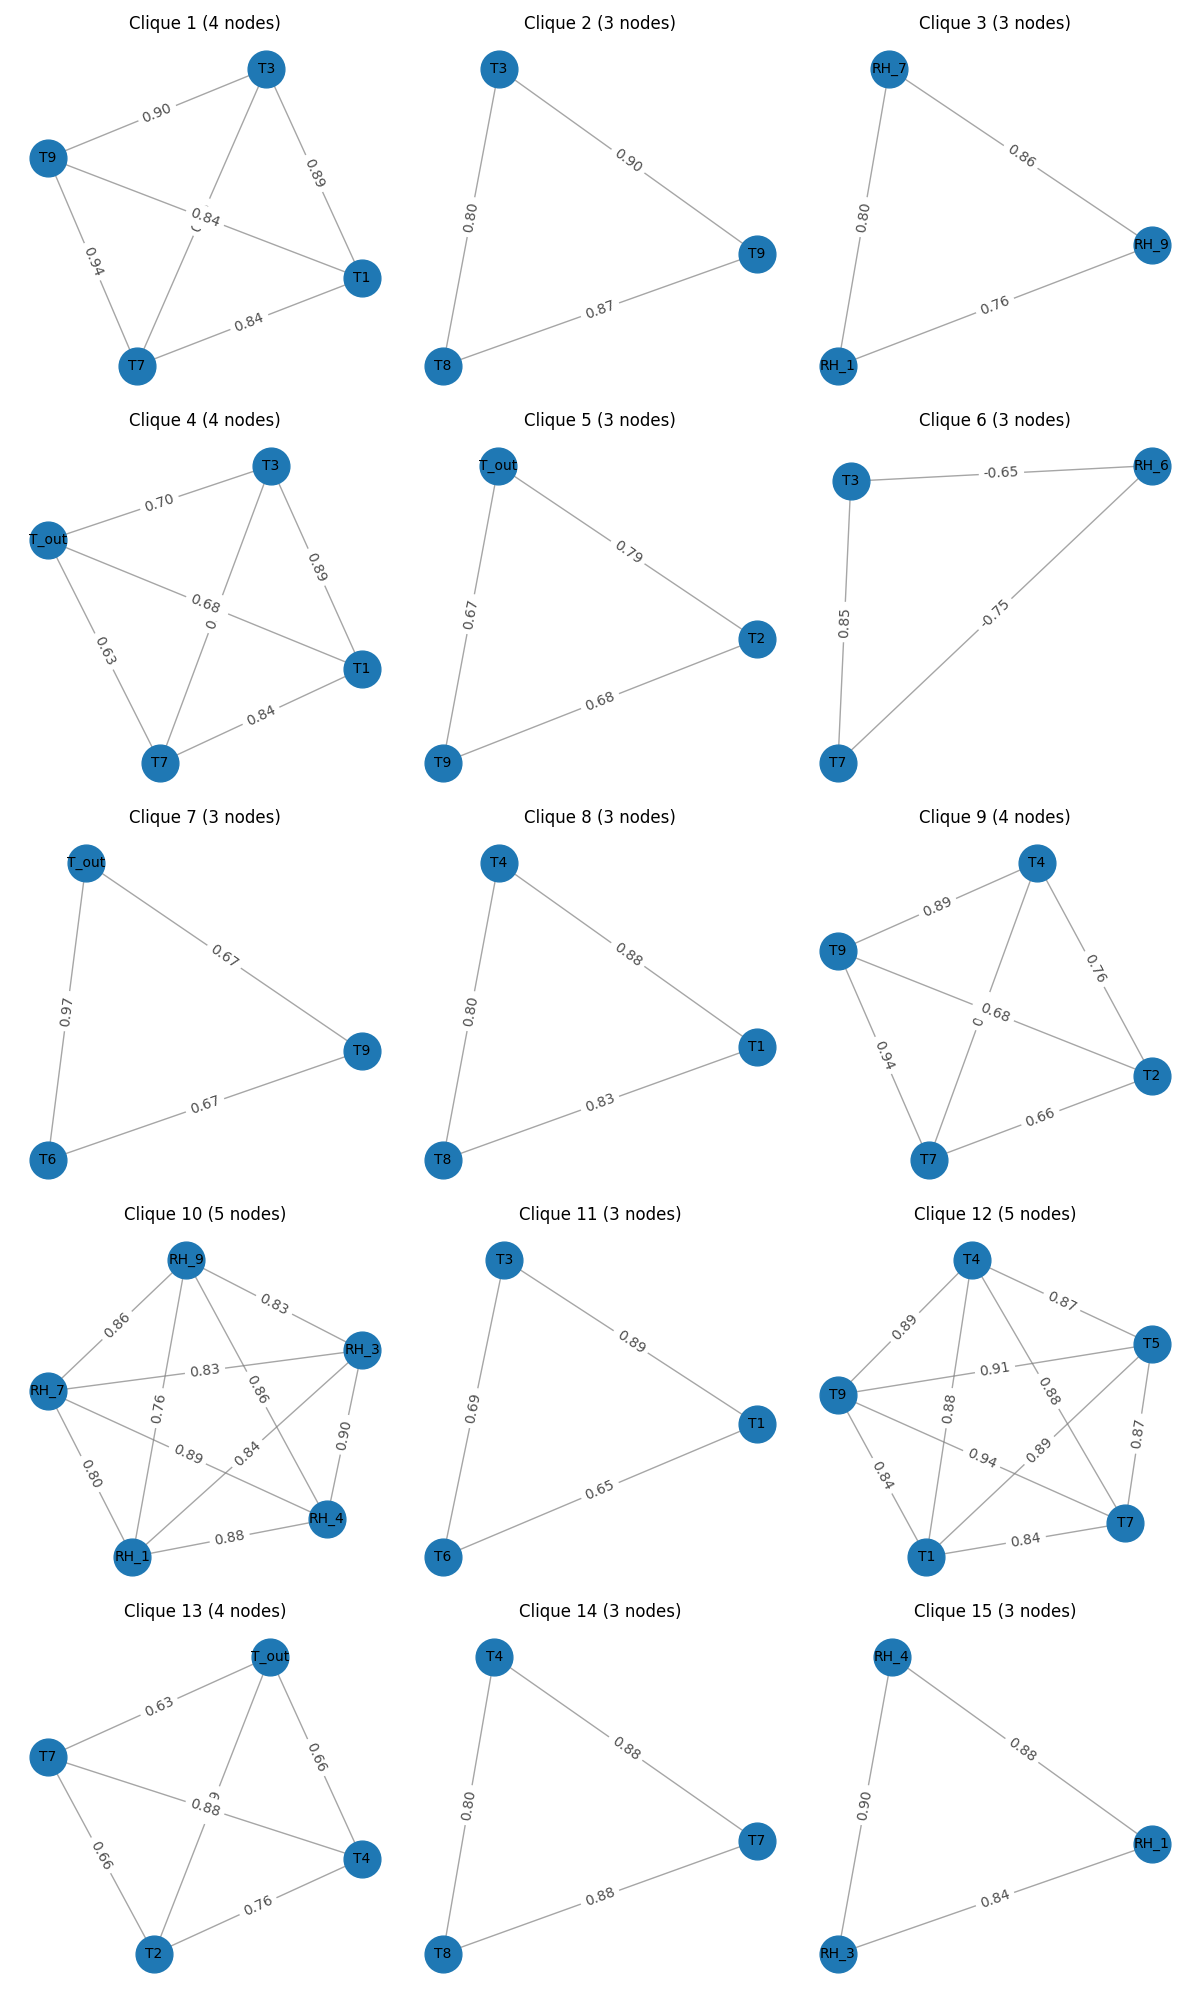 Clique 1 (4 nodes)
T3
0.90
T9
0.89
0.84
0.94
T1
0.84
T7
Clique 2 (3 nodes)
T3
0.90
0.80
T9
0.87
T8
Clique 3 (3 nodes)
RH_7
0.86
0.80
RH_9
0.76
RH_1
Clique 4 (4 nodes)
T3
0.70
T_out
0.89
0.68
0.63
T1
0.84
T7
Clique 5 (3 nodes)
T_out
0.79
0.67
T2
0.68
T9
Clique 6 (3 nodes)
RH_6
-0.65
T3
0.85
-0.75
T7
Clique 7 (3 nodes)
T_out
0.67
0.97
T9
0.67
T6
Clique 8 (3 nodes)
T4
0.88
0.80
T1
0.83
T8
Clique 9 (4 nodes)
T4
0.89
T9
0.76
0.68
0.94
T2
0.66
T7
Clique 10 (5 nodes)
RH_9
0.83
0.86
RH_3
0.83
RH_7
0.86
0.76
0.90
0.84
0.89
0.80
RH_4
0.88
RH_1
Clique 11 (3 nodes)
T3
0.89
0.69
T1
0.65
T6
Clique 12 (5 nodes)
T4
0.87
0.89
T5
0.91
T9
0.88
0.88
0.87
0.89
0.94
0.84
T7
0.84
T1
Clique 13 (4 nodes)
T_out
0.63
T7
0.66
0.88
0.66
T4
0.76
T2
Clique 14 (3 nodes)
T4
0.88
0.80
T7
0.88
T8
Clique 15 (3 nodes)
RH_4
0.88
0.90
RH_1
0.84
RH_3